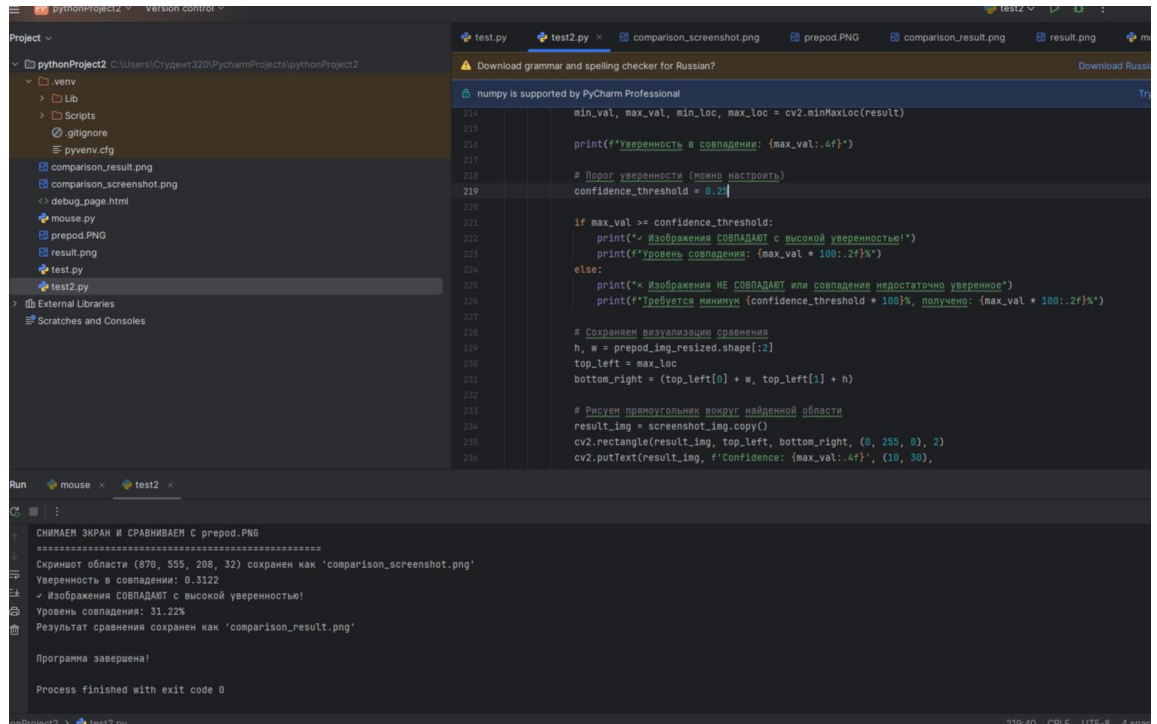 pythonProject2 Version control test2
Project
test.py test2.py comparison_screenshot.png prepod.PNG comparison_result.png result.png
pythonProject2 C:\Users\Студент320\PycharmProjects\pythonProject2
.venv
Lib
Scripts
.gitignore
pyvenv.cfg
comparison_result.png
comparison_screenshot.png
debug_page.html
mouse.py
prepod.PNG
result.png
test.py
test2.py
External Libraries
Scratches and Consoles
Download grammar and spelling checker for Russian? Download
numpy is supported by PyCharm Professional
214 min_val, max_val, min_loc, max_loc = cv2.minMaxLoc(result)
215
216 print(f"Уверенность в совпадении: {max_val:.4f}")
217
218 # Порог уверенности (можно настроить)
219 confidence_threshold = 0.25
220
221 if max_val >= confidence_threshold:
222 print("✓ Изображения СОВПАДАЮТ с высокой уверенностью!")
223 print(f"Уровень совпадения: {max_val * 100:.2f}%")
224 else:
225 print("× Изображения НЕ СОВПАДАЮТ или совпадение недостаточно уверенное")
226 print(f"Требуется минимум {confidence_threshold * 100}%, получено: {max_val * 100:.2f}%")
227
228 # Сохраняем визуализацию сравнения
229 h, w = prepod_img_resized.shape[:2]
230 top_left = max_loc
231 bottom_right = (top_left[0] + w, top_left[1] + h)
232
233 # Рисуем прямоугольник вокруг найденной области
234 result_img = screenshot_img.copy()
235 cv2.rectangle(result_img, top_left, bottom_right, (0, 255, 0), 2)
236 cv2.putText(result_img, f'Confidence: {max_val:.4f}', (10, 30),
Run mouse test2
СНИМАЕМ ЭКРАН И СРАВНИВАЕМ С prepod.PNG
==================================================
Скриншот области (870, 555, 208, 32) сохранен как 'comparison_screenshot.png'
Уверенность в совпадении: 0.3122
✓ Изображения СОВПАДАЮТ с высокой уверенностью!
Уровень совпадения: 31.22%
Результат сравнения сохранен как 'comparison_result.png'
Программа завершена!
Process finished with exit code 0
test2.py 219:40 CRLF UTF-8